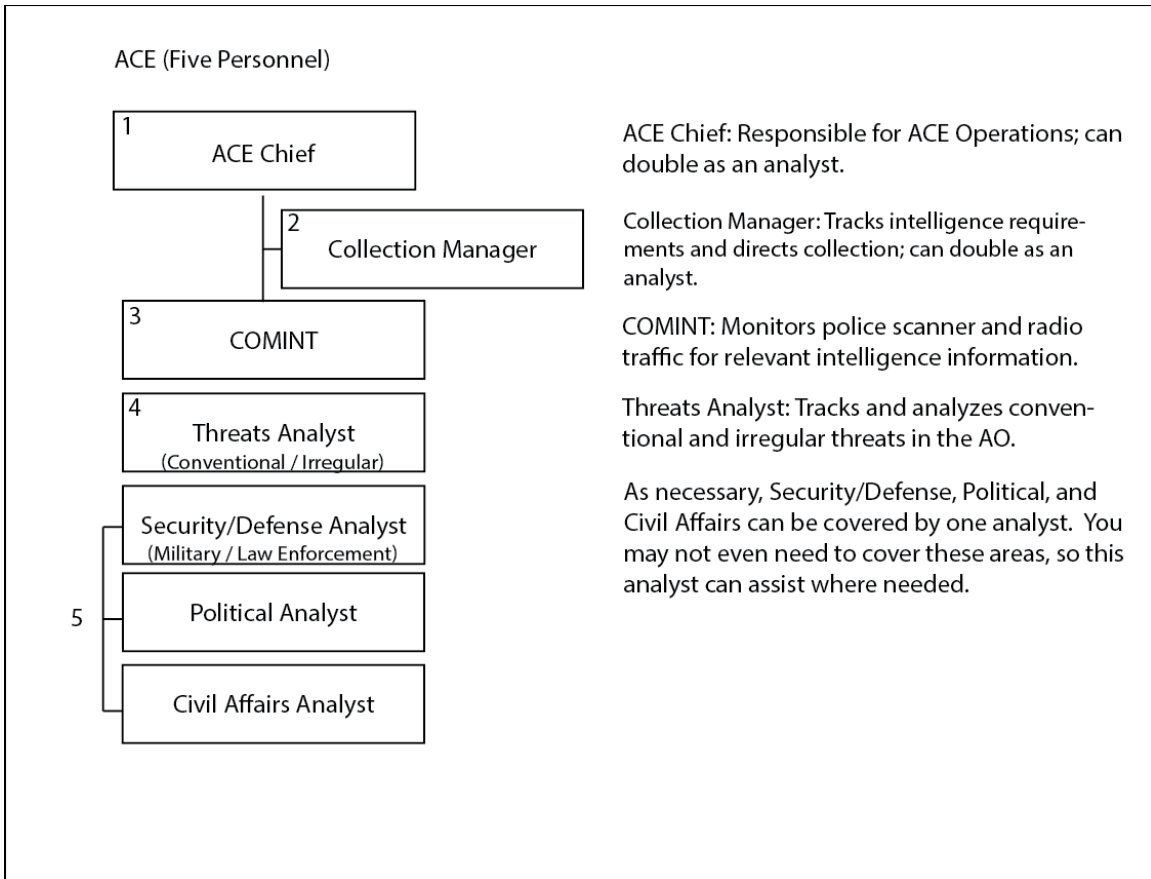 ACE (Five Personnel)
1
ACE Chief
ACE Chief: Responsible for ACE Operations; can
double as an analyst.
2
Collection Manager
Collection Manager: Tracks intelligence require-
ments and directs collection; can double as an
analyst.
3
COMINT
COMINT: Monitors police scanner and radio
traffic for relevant intelligence information.
4
Threats Analyst
(Conventional / Irregular)
Threats Analyst: Tracks and analyzes conven-
tional and irregular threats in the AO.
5
Security/Defense Analyst
(Military / Law Enforcement)
Political Analyst
Civil Affairs Analyst
As necessary, Security/Defense, Political, and
Civil Affairs can be covered by one analyst.  You
may not even need to cover these areas, so this
analyst can assist where needed.